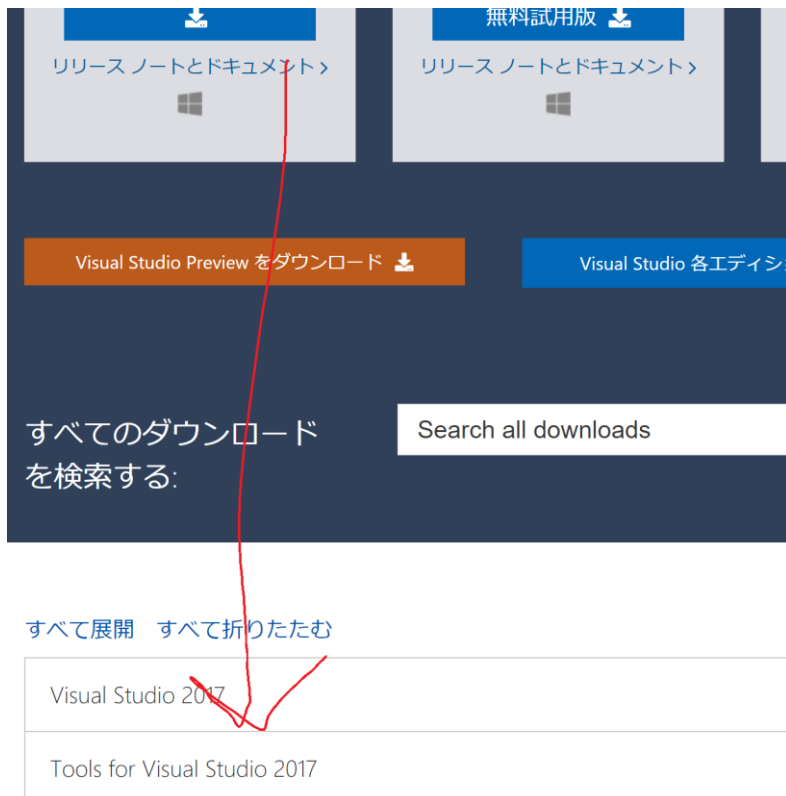 無料試用版
リリース ノートとドキュメント >
リリース ノートとドキュメント >
Visual Studio Preview をダウンロード
Visual Studio 各エディシ
すべてのダウンロード
を検索する:
Search all downloads
すべて展開 すべて折りたたむ
Visual Studio 2017
Tools for Visual Studio 2017